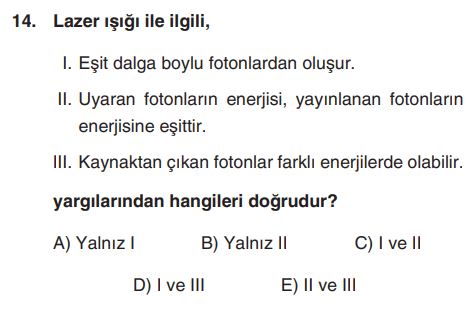 14. Lazer ışığı ile ilgili,
I. Eşit dalga boylu fotonlardan oluşur.
II. Uyaran fotonların enerjisi, yayınlanan fotonların
enerjisine eşittir.
III. Kaynaktan çıkan fotonlar farklı enerjilerde olabilir.
yargılarından hangileri doğrudur?
A) Yalnız I B) Yalnız II C) I ve II
D) I ve III E) II ve III